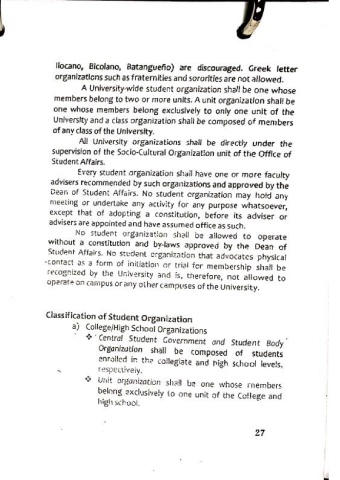 Ilocano, Bicolano, Batangueño) are discouraged. Greek letter
organizations such as fraternities and sororities are not allowed.
A University-wide student organization shall be one whose
members belong to two or more units. A unit organization shall be
one whose members belong exclusively to only one unit of the
University and a class organization shall be composed of members
of any class of the University.
All University organizations shall be directly under the
supervision of the Socio-Cultural Organization unit of the Office of
Student Affairs.
Every student organization shall have one or more faculty
advisers recommended by such organizations and approved by the
Dean of Student Affairs. No student organization may hold any
meeting or undertake any activity for any purpose whatsoever,
except that of adopting a constitution, before its adviser or
advisers are appointed and have assumed office as such.
No student organization shall be allowed to operate
without a constitution and by-laws approved by the Dean of
Student Affairs. No student organization that advocates physical
contact as a form of initiation or trial for membership shall be
recognized by the University and is, therefore, not allowed to
operate on campus or any other campuses of the University.
Classification of Student Organization
a) College/High School Organizations
❖ Central Student Government and Student Body
Organization shall be composed of students
enrolled in the collegiate and high school levels,
respectively.
❖ Unit organization shall be one whose members
belong exclusively to one unit of the College and
high school.
27